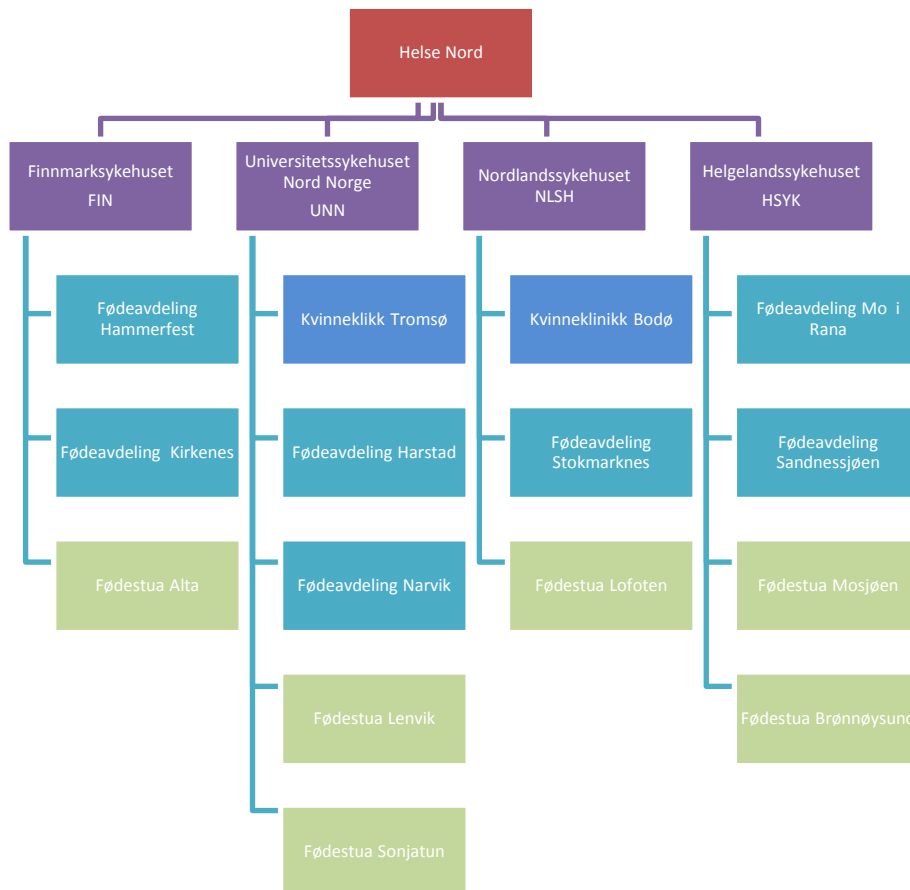 Helse Nord
Finnmarksykehuset
FIN
Universitetssykehuset
Nord Norge
UNN
Nordlandssykehuset
NLSH
Helgelandssykehuset
HSYK
Fødeavdeling
Hammerfest
Kvinneklikk Tromsø
Kvinneklinikk Bodø
Fødeavdeling Mo i
Rana
Fødeavdeling Kirkenes
Fødeavdeling Harstad
Fødeavdeling
Stokmarknes
Fødeavdeling
Sandnessjøen
Fødestua Alta
Fødeavdeling Narvik
Fødestua Lofoten
Fødestua Mosjøen
Fødestua Lenvik
Fødestua Brønnøysund
Fødestua Sonjatun